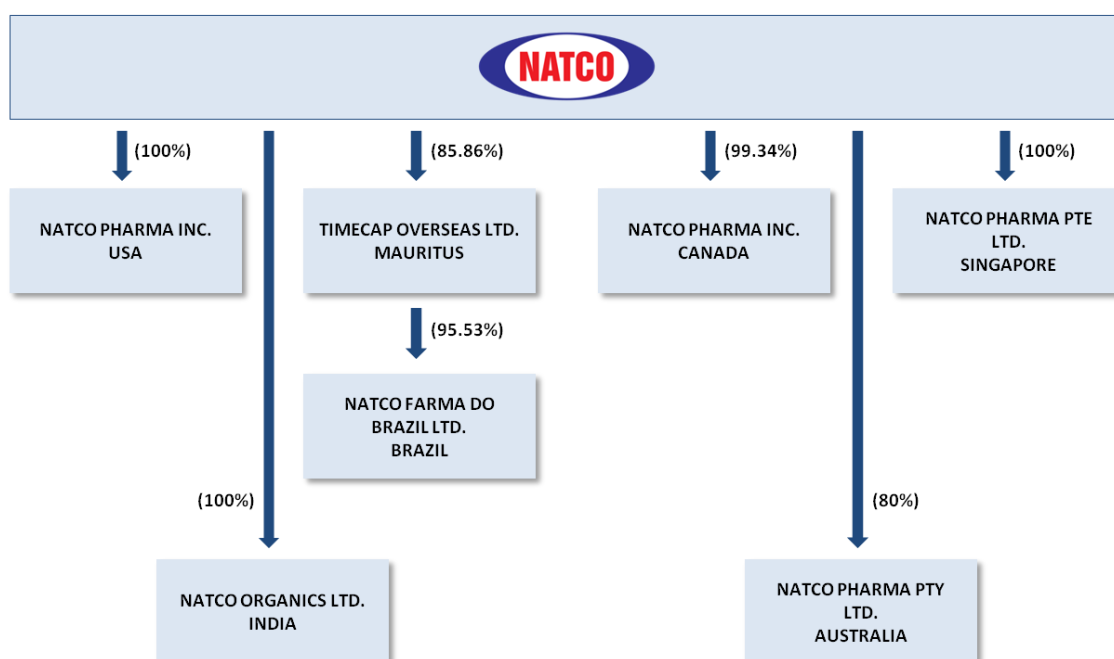 NATCO
(100%)
(85.86%)
(99.34%)
(100%)
NATCO PHARMA INC.
USA
TIMECAP OVERSEAS LTD.
MAURITUS
NATCO PHARMA INC.
CANADA
NATCO PHARMA PTE
LTD.
SINGAPORE
(95.53%)
NATCO FARMA DO
BRAZIL LTD.
BRAZIL
(100%)
(80%)
NATCO ORGANICS LTD.
INDIA
NATCO PHARMA PTY
LTD.
AUSTRALIA